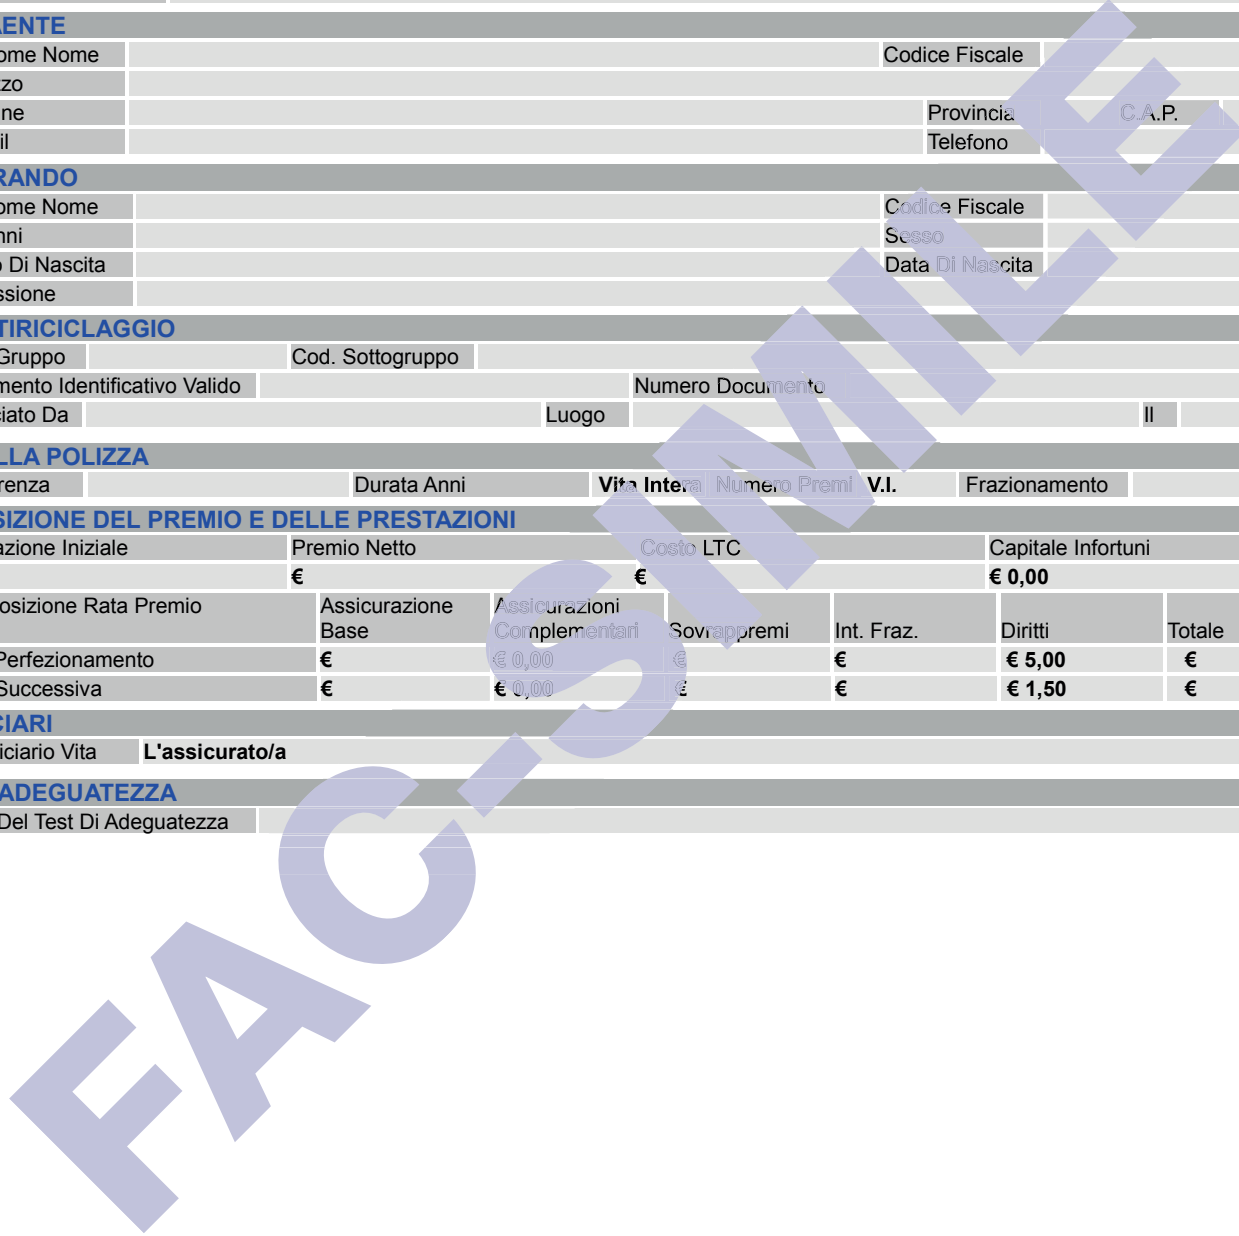 AENTE
ome Nome Codice Fiscale
zzo
ne Provincia C.A.P.
il Telefono
RANDO
ome Nome Codice Fiscale
nni Sesso
o Di Nascita Data Di Nascita
ssione
TIRICICLAGGIO
Gruppo Cod. Sottogruppo
mento Identificativo Valido Numero Documento
ciato Da Luogo Il
LLA POLIZZA
renza Durata Anni Vita Intera Numero Premi V.I. Frazionamento
SIZIONE DEL PREMIO E DELLE PRESTAZIONI
azione Iniziale Premio Netto Costo LTC Capitale Infortuni
€ € € 0,00
osizione Rata Premio Assicurazione Base Assicurazioni Complementari Sovrappremi Int. Fraz. Diritti Totale
Perfezionamento € € 0,00 € € € 5,00 €
Successiva € € 0,00 € € € 1,50 €
CIARI
iciario Vita L'assicurato/a
ADEGUATEZZA
Del Test Di Adeguatezza
FAC-SIMILE